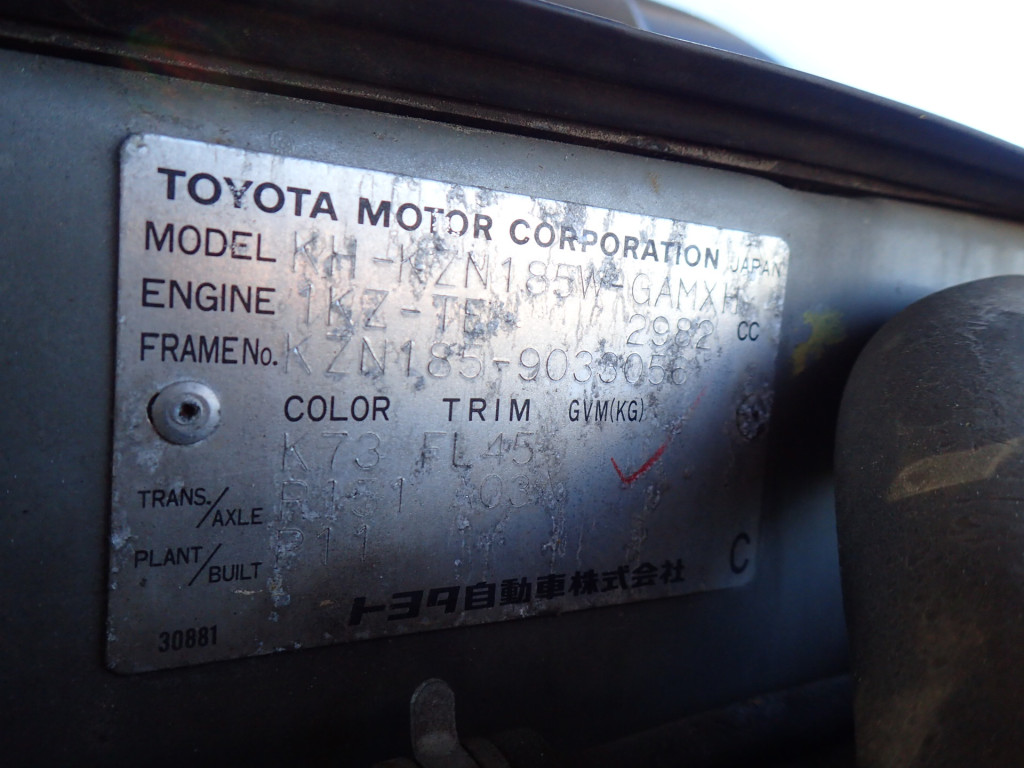 TOYOTA MOTOR CORPORATION JAPAN
MODEL KH-KZN185W-GAMXH
ENGINE 1KZ-TE 2982 CC
FRAME No. KZN185-9033056
COLOR TRIM GVM(KG)
K73 FL45
TRANS./AXLE R151
PLANT/BUILT P11
C
トヨタ自動車株式会社
30881